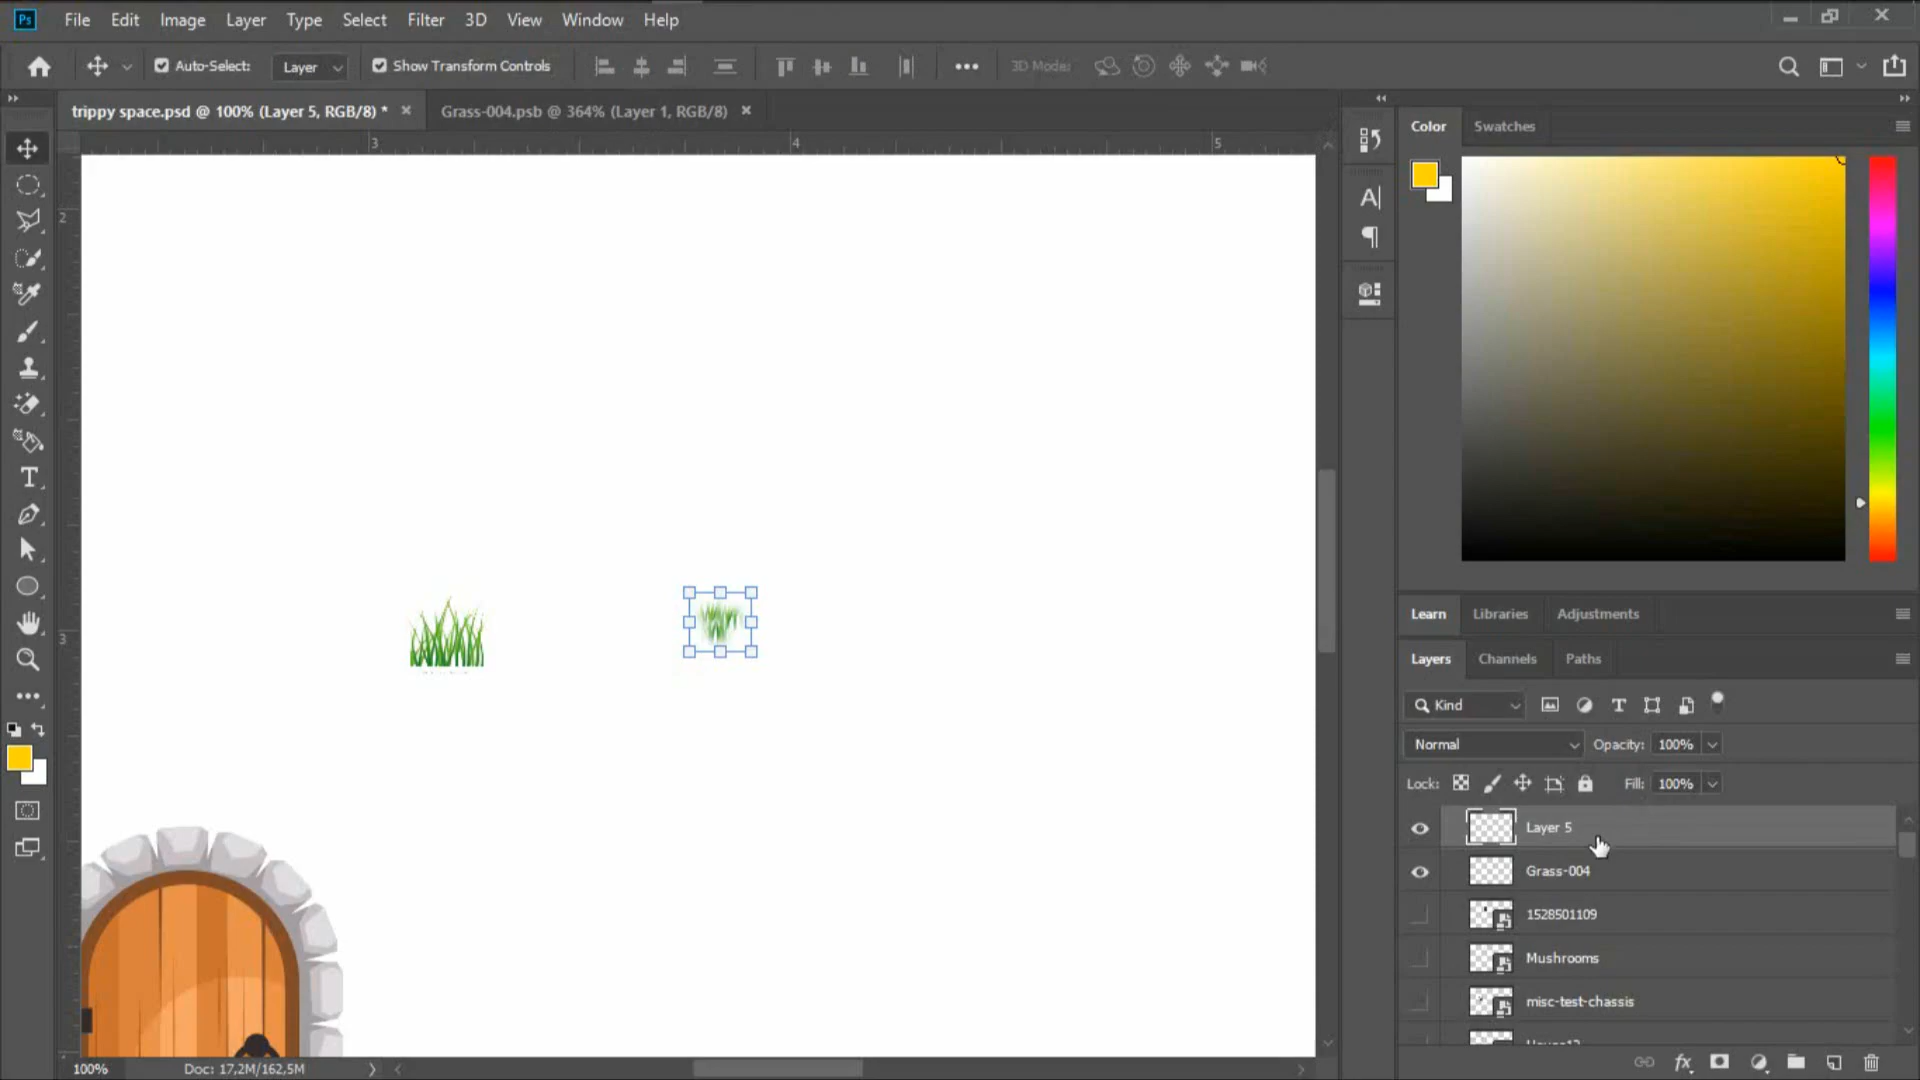 Ps File Edit Image Layer Type Select Filter 3D View Window Help
Auto-Select: Layer Show Transform Controls 3D Mode:
trippy space.psd @ 100% (Layer 5, RGB/8) * Grass-004.psb @ 364% (Layer 1, RGB/8)
3 4 5
2
3
Color Swatches
Learn Libraries Adjustments
Layers Channels Paths
Kind
Normal Opacity: 100%
Lock: Fill: 100%
Layer 5
Grass-004
1528501109
Mushrooms
misc-test-chassis
100% Doc: 17,2M/162,5M